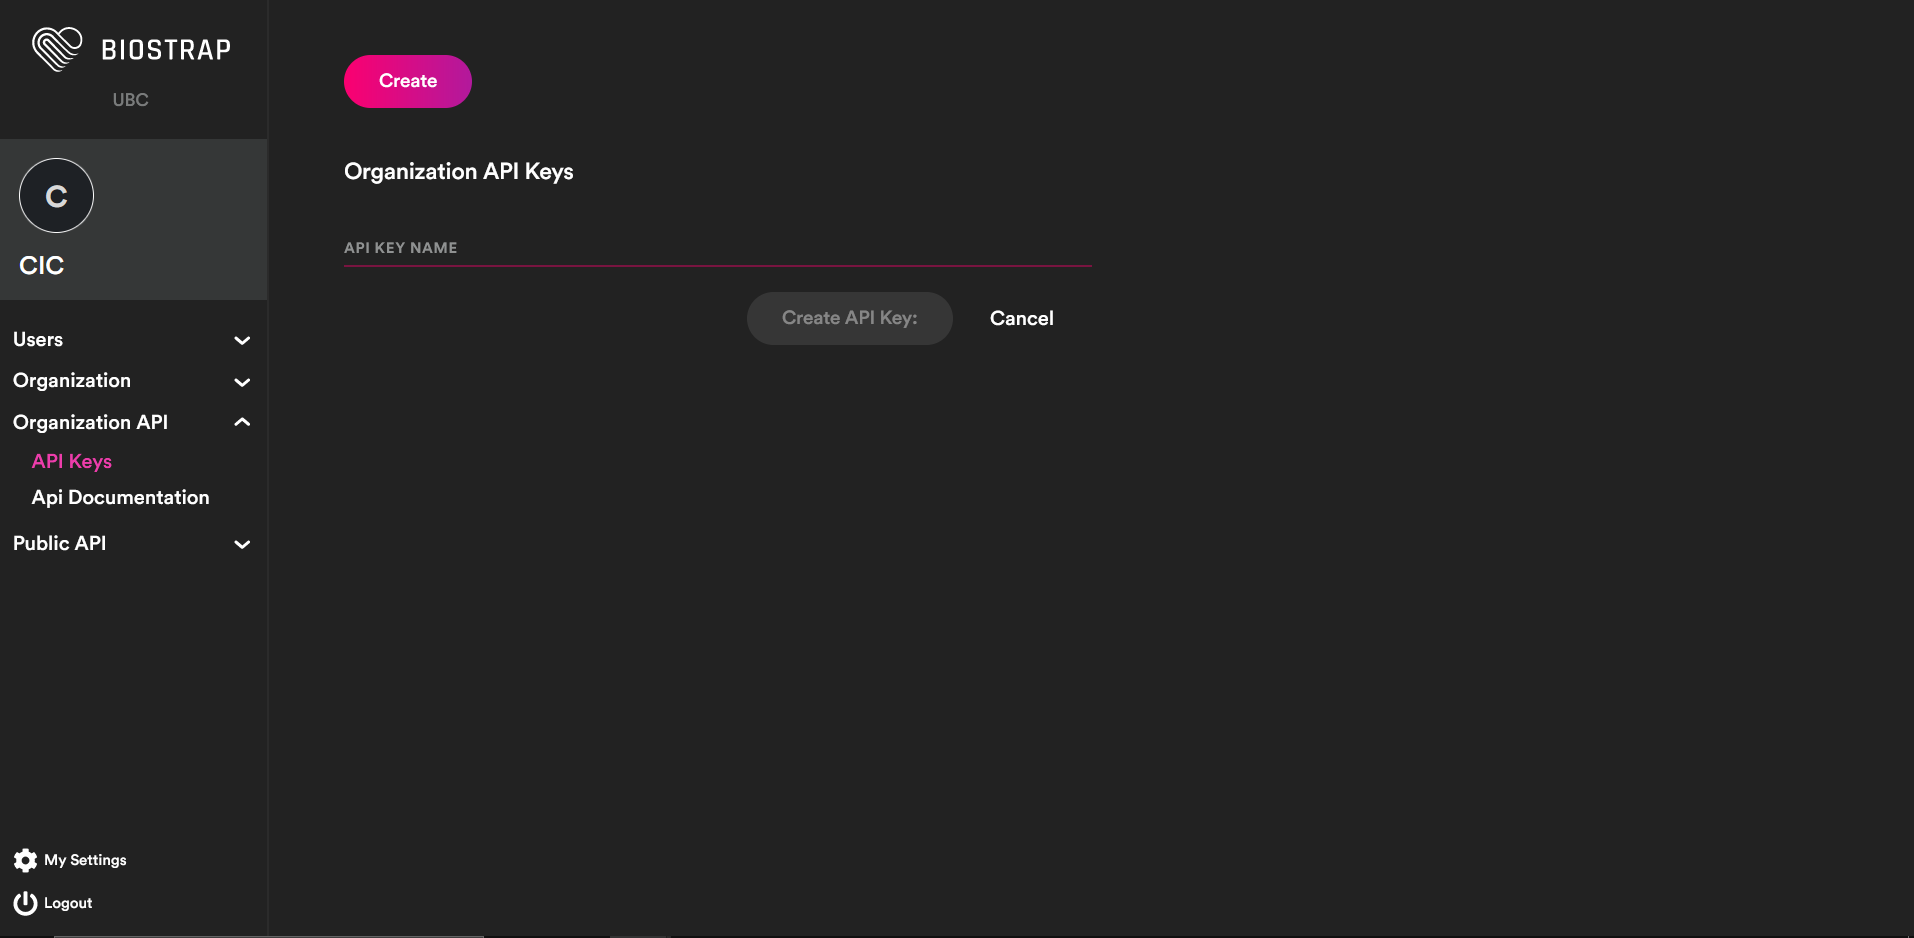 BIOSTRAP
UBC
C
CIC
Users
Organization
Organization API
API Keys
Api Documentation
Public API
My Settings
Logout
Create
Organization API Keys
API KEY NAME
Create API Key:
Cancel